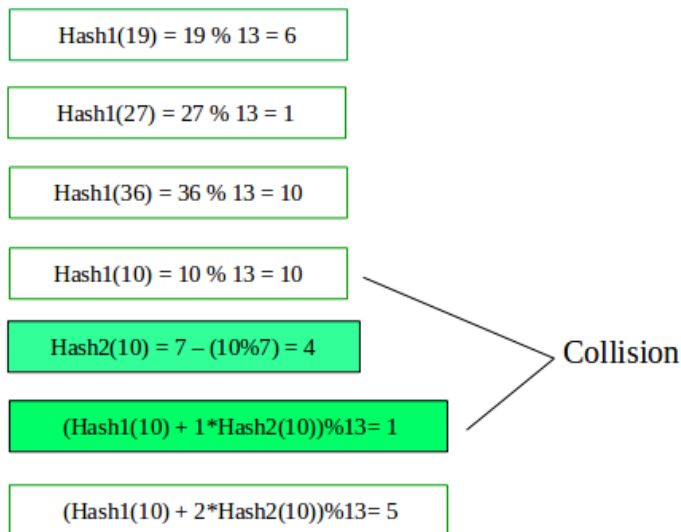 Hash1(19) = 19 % 13 = 6
Hash1(27) = 27 % 13 = 1
Hash1(36) = 36 % 13 = 10
Hash1(10) = 10 % 13 = 10
Hash2(10) = 7 – (10%7) = 4
Collision
(Hash1(10) + 1*Hash2(10))%13= 1
(Hash1(10) + 2*Hash2(10))%13= 5